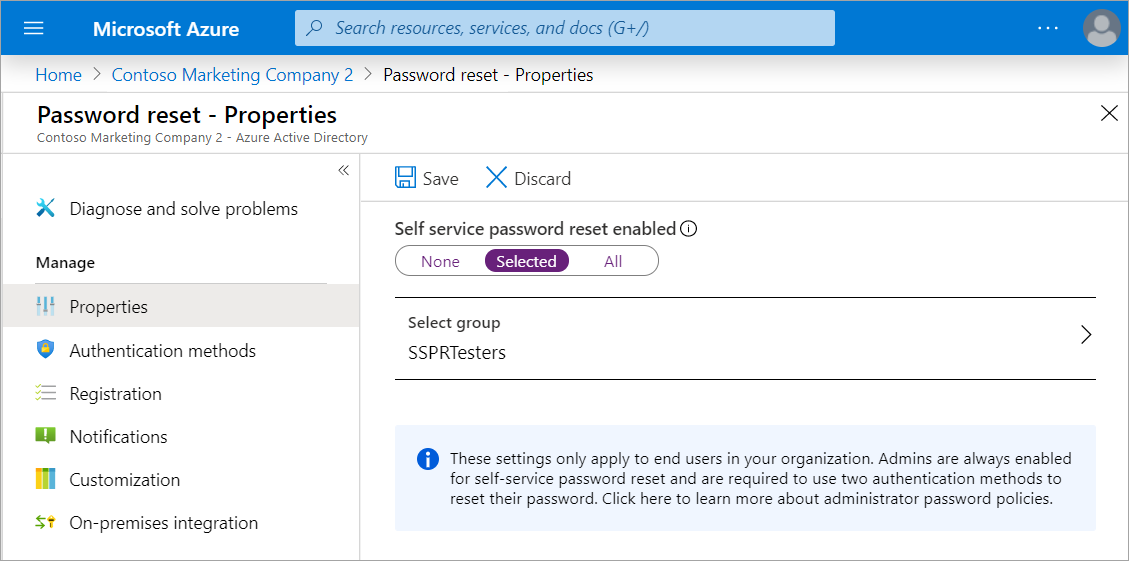 Microsoft Azure
Search resources, services, and docs (G+/)
Home > Contoso Marketing Company 2 > Password reset - Properties
Password reset - Properties
Contoso Marketing Company 2 - Azure Active Directory
Diagnose and solve problems
Manage
Properties
Authentication methods
Registration
Notifications
Customization
On-premises integration
Save Discard
Self service password reset enabled
None Selected All
Select group
SSPRTesters
These settings only apply to end users in your organization. Admins are always enabled
for self-service password reset and are required to use two authentication methods to
reset their password. Click here to learn more about administrator password policies.